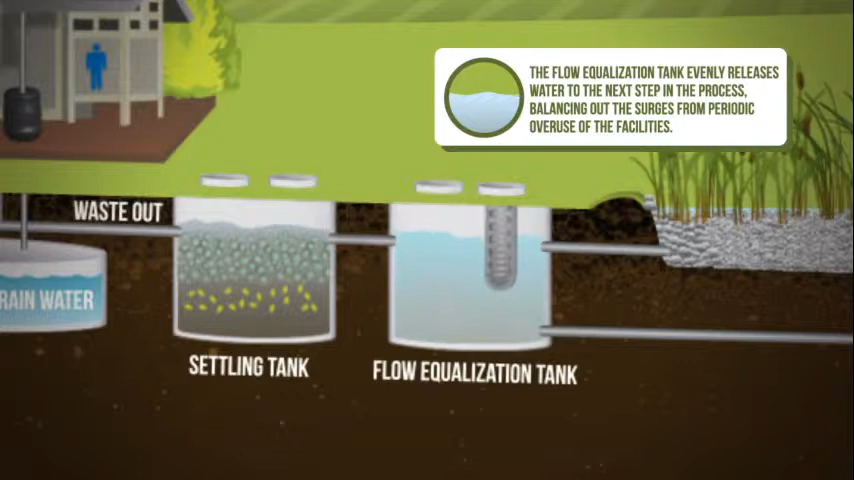 THE FLOW EQUALIZATION TANK EVENLY RELEASES
WATER TO THE NEXT STEP IN THE PROCESS,
BALANCING OUT THE SURGES FROM PERIODIC
OVERUSE OF THE FACILITIES.
WASTE OUT
RAIN WATER
SETTLING TANK
FLOW EQUALIZATION TANK